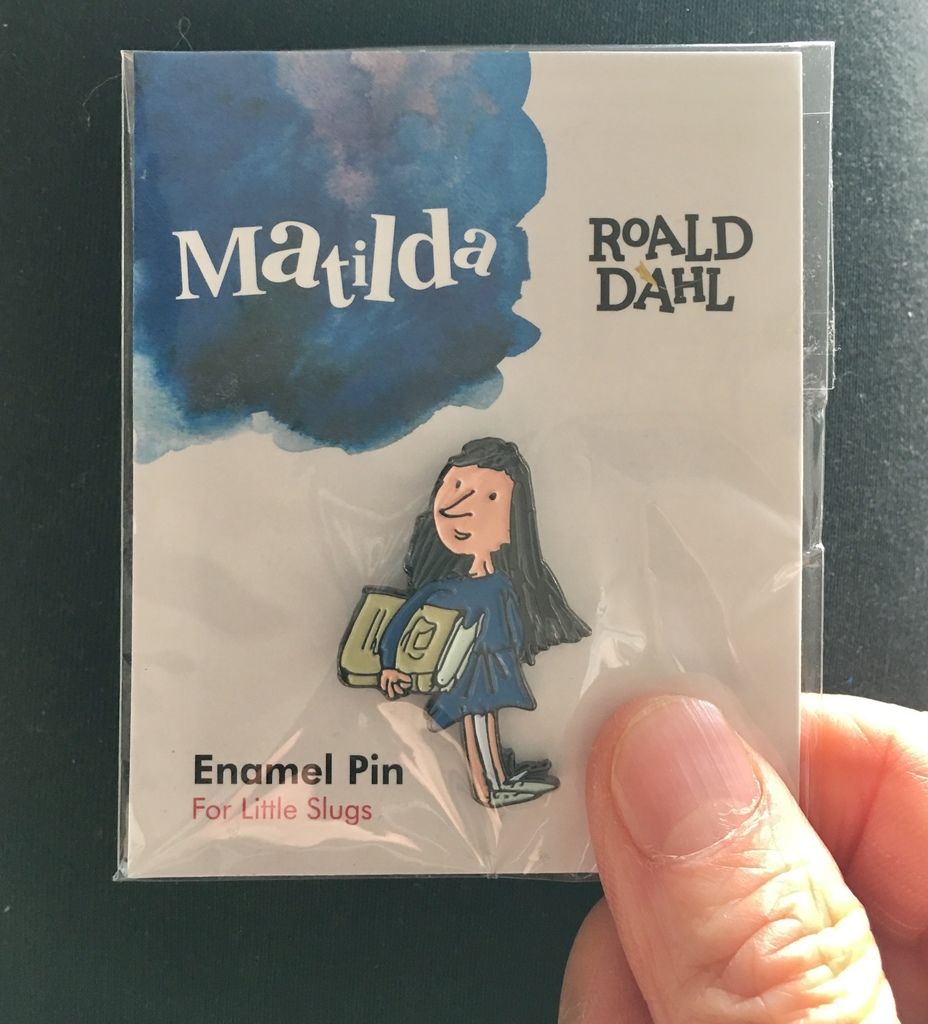 Matilda
ROALD
DAHL
Enamel Pin
For Little Slugs